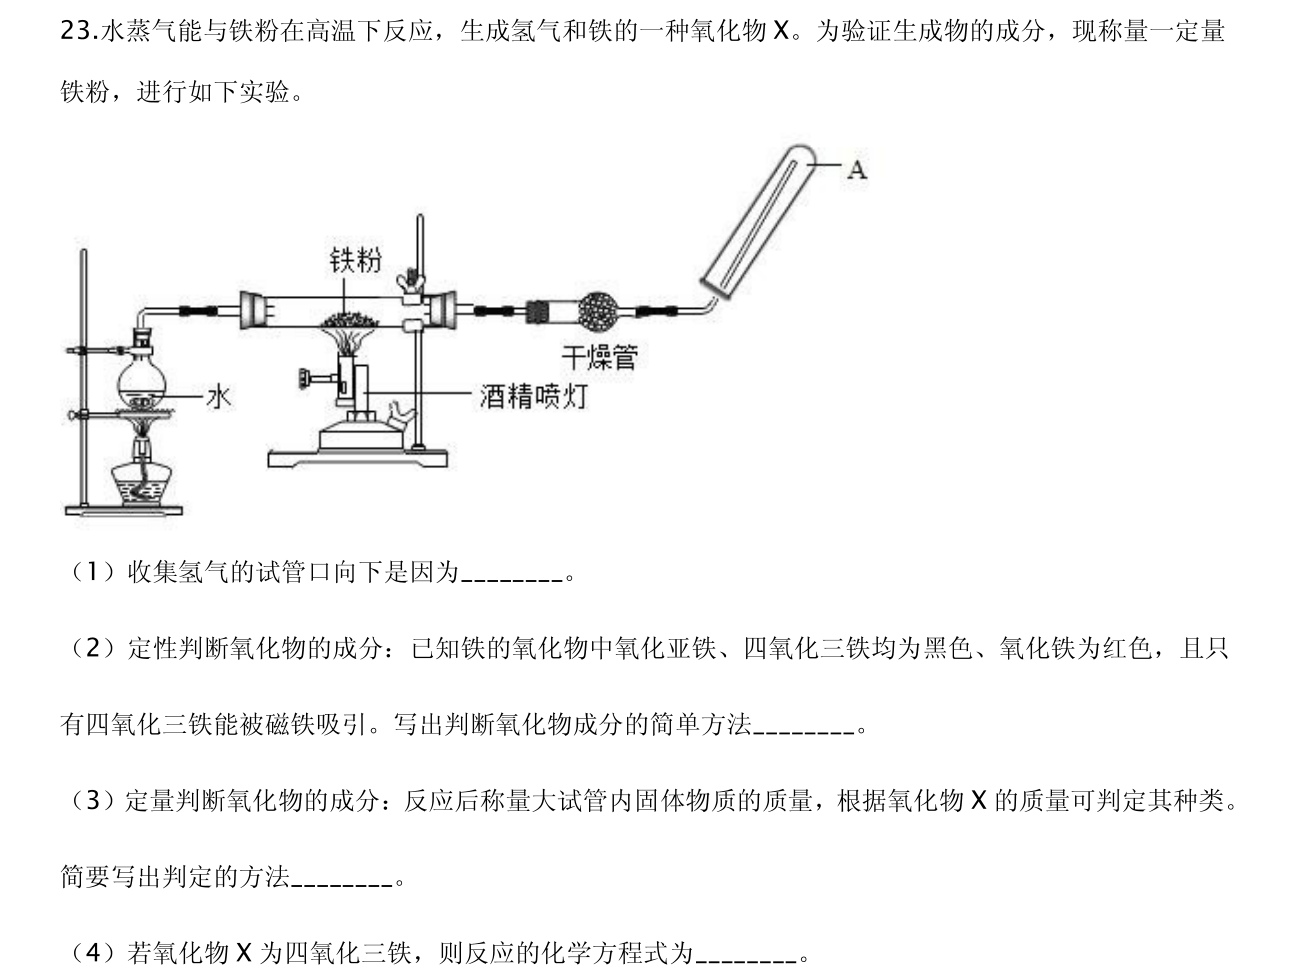 23.水蒸气能与铁粉在高温下反应，生成氢气和铁的一种氧化物 X。为验证生成物的成分，现称量一定量
铁粉，进行如下实验。
A
铁粉
干燥管
水
酒精喷灯
（1）收集氢气的试管口向下是因为________。
（2）定性判断氧化物的成分：已知铁的氧化物中氧化亚铁、四氧化三铁均为黑色、氧化铁为红色，且只
有四氧化三铁能被磁铁吸引。写出判断氧化物成分的简单方法________。
（3）定量判断氧化物的成分：反应后称量大试管内固体物质的质量，根据氧化物 X 的质量可判定其种类。
简要写出判定的方法________。
（4）若氧化物 X 为四氧化三铁，则反应的化学方程式为________。